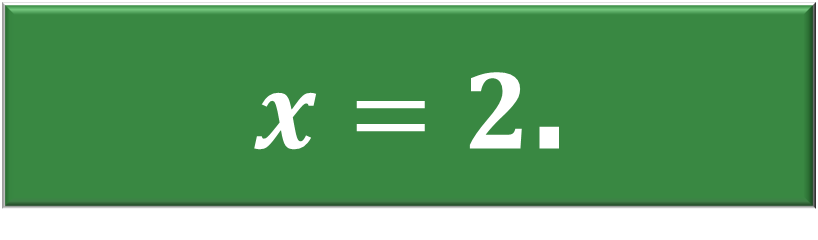 x = 2.